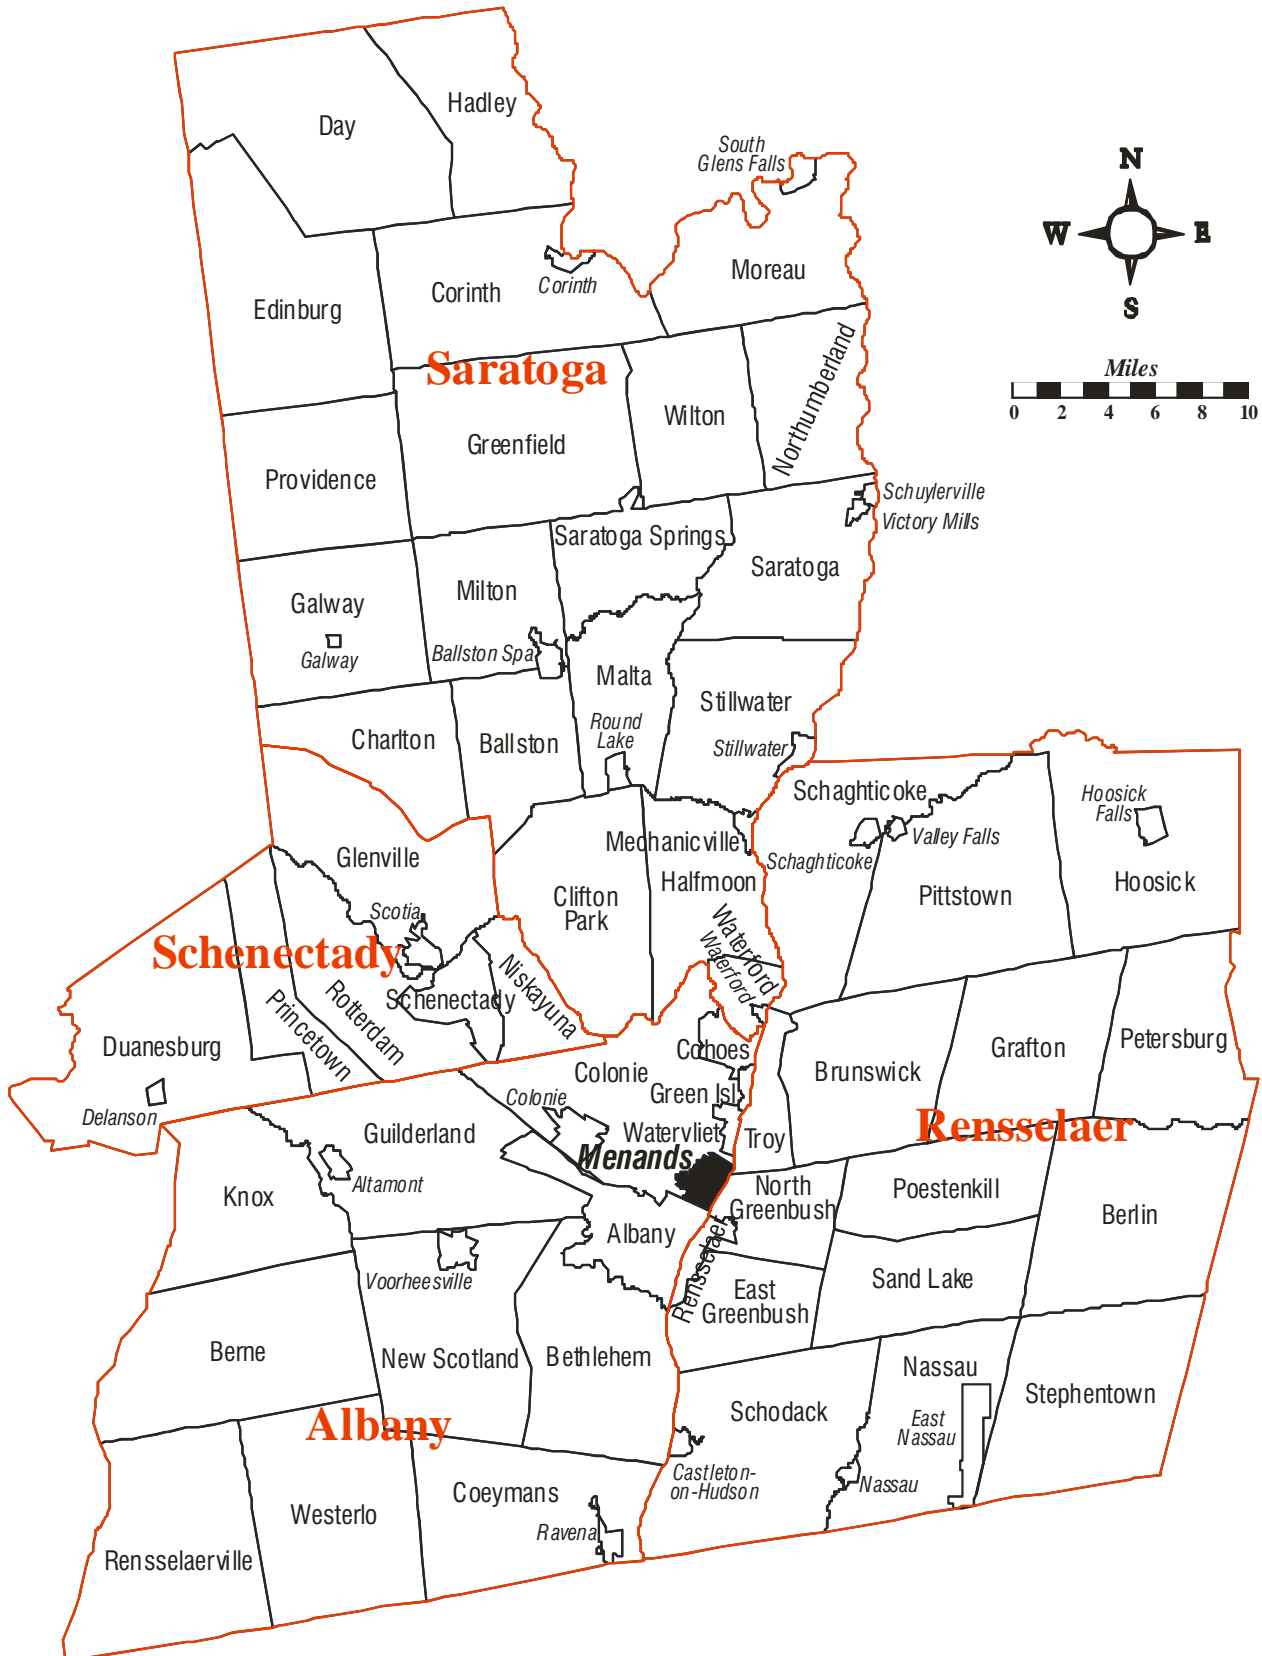 Hadley
Day
South
Glens Falls
N
W
E
S
Moreau
Corinth
Corinth
Edinburg
Northumberland
Saratoga
Miles
0 2 4 6 8 10
Wilton
Greenfield
Providence
Schuylerville
Victory Mills
Saratoga Springs
Saratoga
Milton
Galway
Galway
Ballston Spa
Malta
Stillwater
Round
Lake
Stillwater
Charlton
Ballston
Schaghticoke
Hoosick
Falls
Mechanicville
Valley Falls
Schaghticoke
Glenville
Halfmoon
Hoosick
Clifton
Park
Pittstown
Scotia
Waterford
Waterford
Schenectady
Niskayuna
Schenectady
Rotterdam
Princetown
Duanesburg
Cohoes
Grafton
Petersburg
Colonie
Brunswick
Green Isl
Colonie
Delanson
Rensselaer
Guilderland
Watervliet
Troy
Menands
Altamont
Knox
North
Greenbush
Poestenkill
Berlin
Albany
Rensselaer
Voorheesville
Sand Lake
East
Greenbush
Berne
New Scotland
Bethlehem
Nassau
Stephentown
Schodack
Albany
East
Nassau
Castleton-
on-Hudson
Nassau
Coeymans
Westerlo
Ravena
Rensselaerville